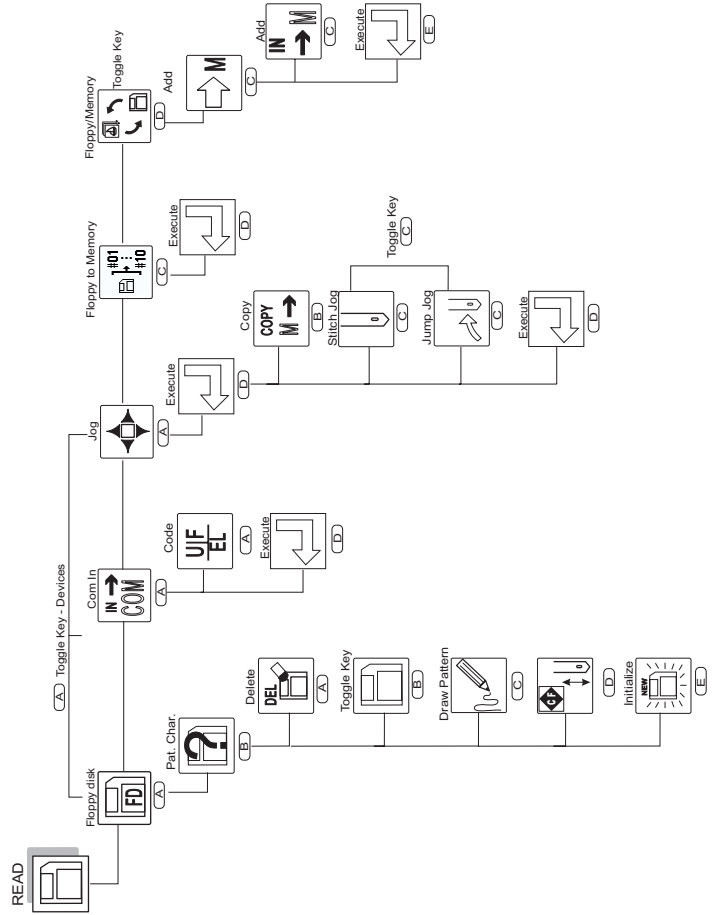 READ
A Toggle Key - Devices
Floppy disk
FD
A
Pat. Char.
?
B
Delete
DEL
A
Toggle Key
B
Draw Pattern
C
D
Initialize
NEW
E
Com In
IN
COM
A
Code
U F
EL
A
Execute
D
Jog
A
Execute
D
Copy
COPY
M
B
Stitch Jog
C
Jump Jog
C
Toggle Key
C
Execute
D
Floppy to Memory
#01
#10
C
Execute
D
Floppy/Memory
Toggle Key
D
Add
M
C
Add
IN
M
C
Execute
E